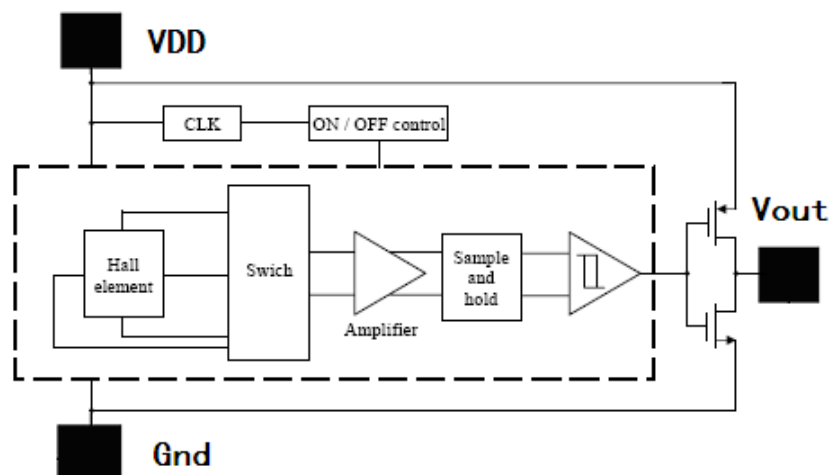 VDD
CLK
ON / OFF control
Vout
Hall
element
Swich
Sample
and
hold
Amplifier
Gnd